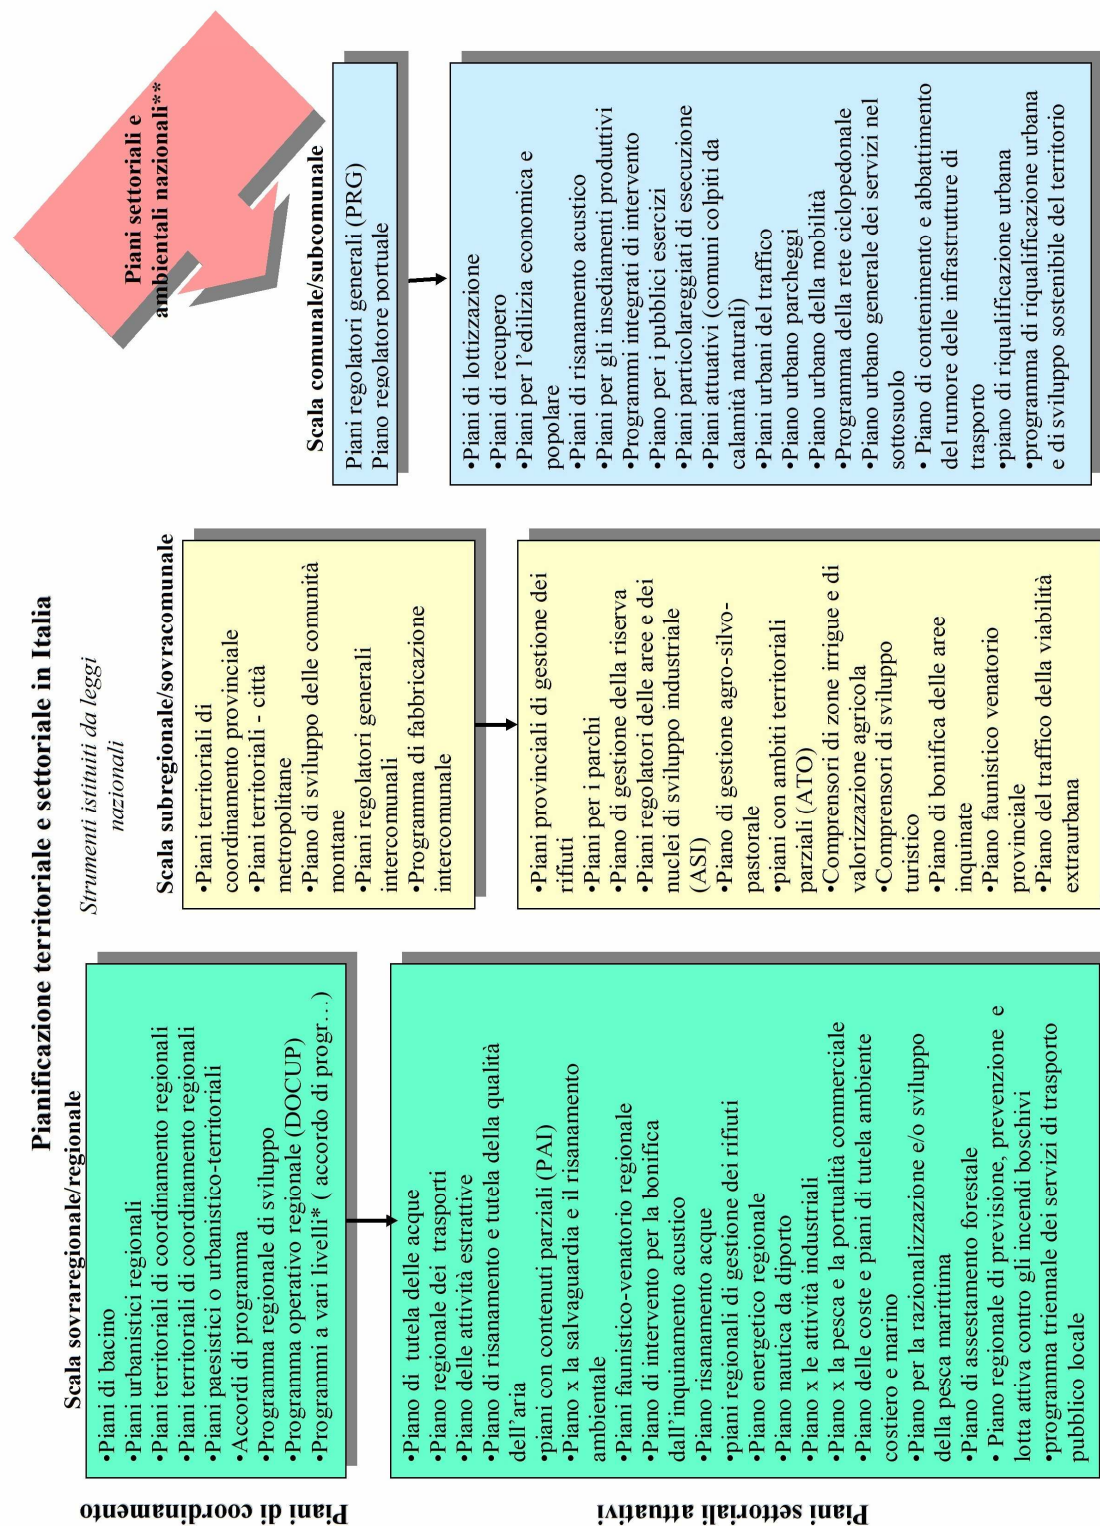 Pianificazione territoriale e settoriale in Italia
Strumenti istituiti da leggi
nazionali
Piani settoriali e
ambientali nazionali**
Piani di coordinamento
Scala sovraregionale/regionale
•Piani di bacino
•Piani urbanistici regionali
•Piani territoriali di coordinamento regionali
•Piani territoriali di coordinamento regionali
•Piani paesistici o urbanistico-territoriali
•Accordi di programma
•Programma regionale di sviluppo
•Programma operativo regionale (DOCUP)
•Programmi a vari livelli* ( accordo di progr…)
Scala subregionale/sovracomunale
•Piani territoriali di
coordinamento provinciale
•Piani territoriali - città
metropolitane
•Piano di sviluppo delle comunità
montane
•Piani regolatori generali
intercomunali
•Programma di fabbricazione
intercomunale
Scala comunale/subcomunale
Piani regolatori generali (PRG)
Piano regolatore portuale
Piani settoriali attuativi
•Piano di  tutela delle acque
•Piano regionale dei  trasporti
•Piano delle attività estrattive
•Piano di risanamento e tutela della qualità
dell'aria
•piani con contenuti parziali (PAI)
•Piano x la salvaguardia e il risanamento
ambientale
•Piani faunistico-venatorio regionale
•Piano di intervento per la bonifica
dall'inquinamento acustico
•Piano risanamento acque
•piani regionali di gestione dei rifiuti
•Piano energetico regionale
•Piano nautica da diporto
•Piano x le attività industriali
•Piano x la pesca e la portualità commerciale
•Piano delle coste e piani di tutela ambiente
costiero e marino
•Piano per la razionalizzazione e/o sviluppo
della pesca marittima
•Piano di assestamento forestale
• Piano regionale di previsione, prevenzione  e
lotta attiva contro gli incendi boschivi
•programma triennale dei servizi di trasporto
pubblico locale
•Piani provinciali di gestione dei
rifiuti
•Piani per i parchi
•Piano di gestione della riserva
•Piani regolatori delle aree e dei
nuclei di sviluppo industriale
(ASI)
•Piano di gestione agro-silvo-
pastorale
•piani con ambiti territoriali
parziali (ATO)
•Comprensori di zone irrigue e di
valorizzazione agricola
•Comprensori di sviluppo
turistico
•Piano di bonifica delle aree
inquinate
•Piano faunistico venatorio
provinciale
•Piano del traffico della viabilità
extraurbana
•Piani di lottizzazione
•Piani di recupero
•Piani per l'edilizia economica e
popolare
•Piani di risanamento acustico
•Piani per gli insediamenti produttivi
•Programmi integrati di intervento
•Piano per i pubblici esercizi
•Piani particolareggiati di esecuzione
•Piani attuativi (comuni colpiti da
calamità naturali)
•Piani urbani del traffico
•Piano urbano parcheggi
•Piano urbano della mobilità
•Programma della rete ciclopedonale
•Piano urbano generale dei servizi nel
sottosuolo
• Piano di contenimento e abbattimento
del rumore delle infrastrutture di
trasporto
•piano di riqualificazione urbana
•programma di riqualificazione urbana
e di sviluppo sostenibile del territorio